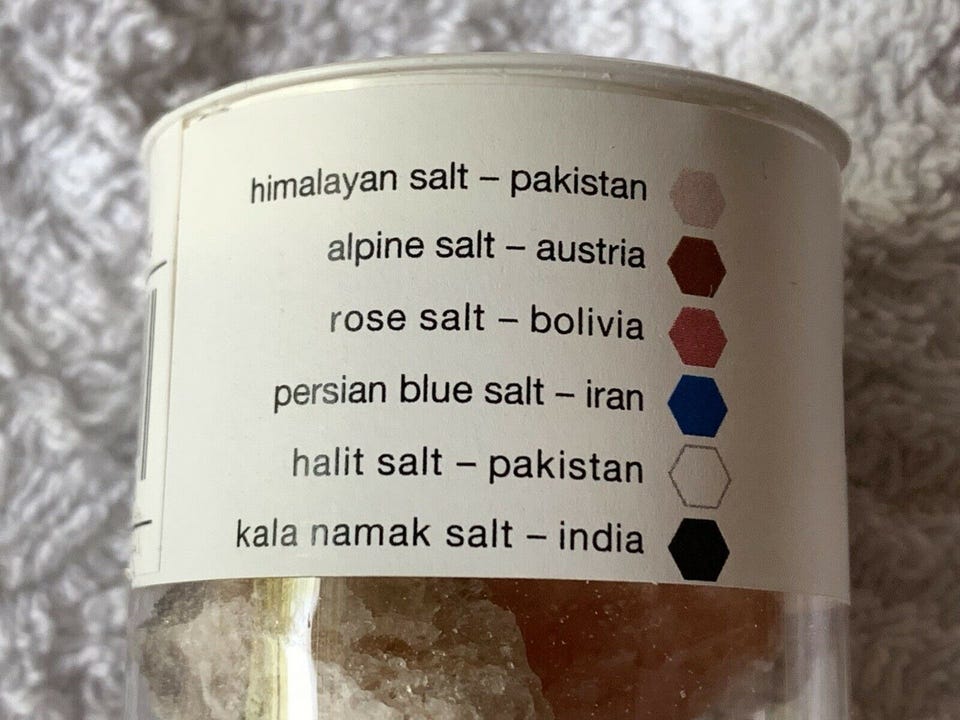 himalayan salt – pakistan
alpine salt – austria
rose salt – bolivia
persian blue salt – iran
halit salt – pakistan
kala namak salt – india